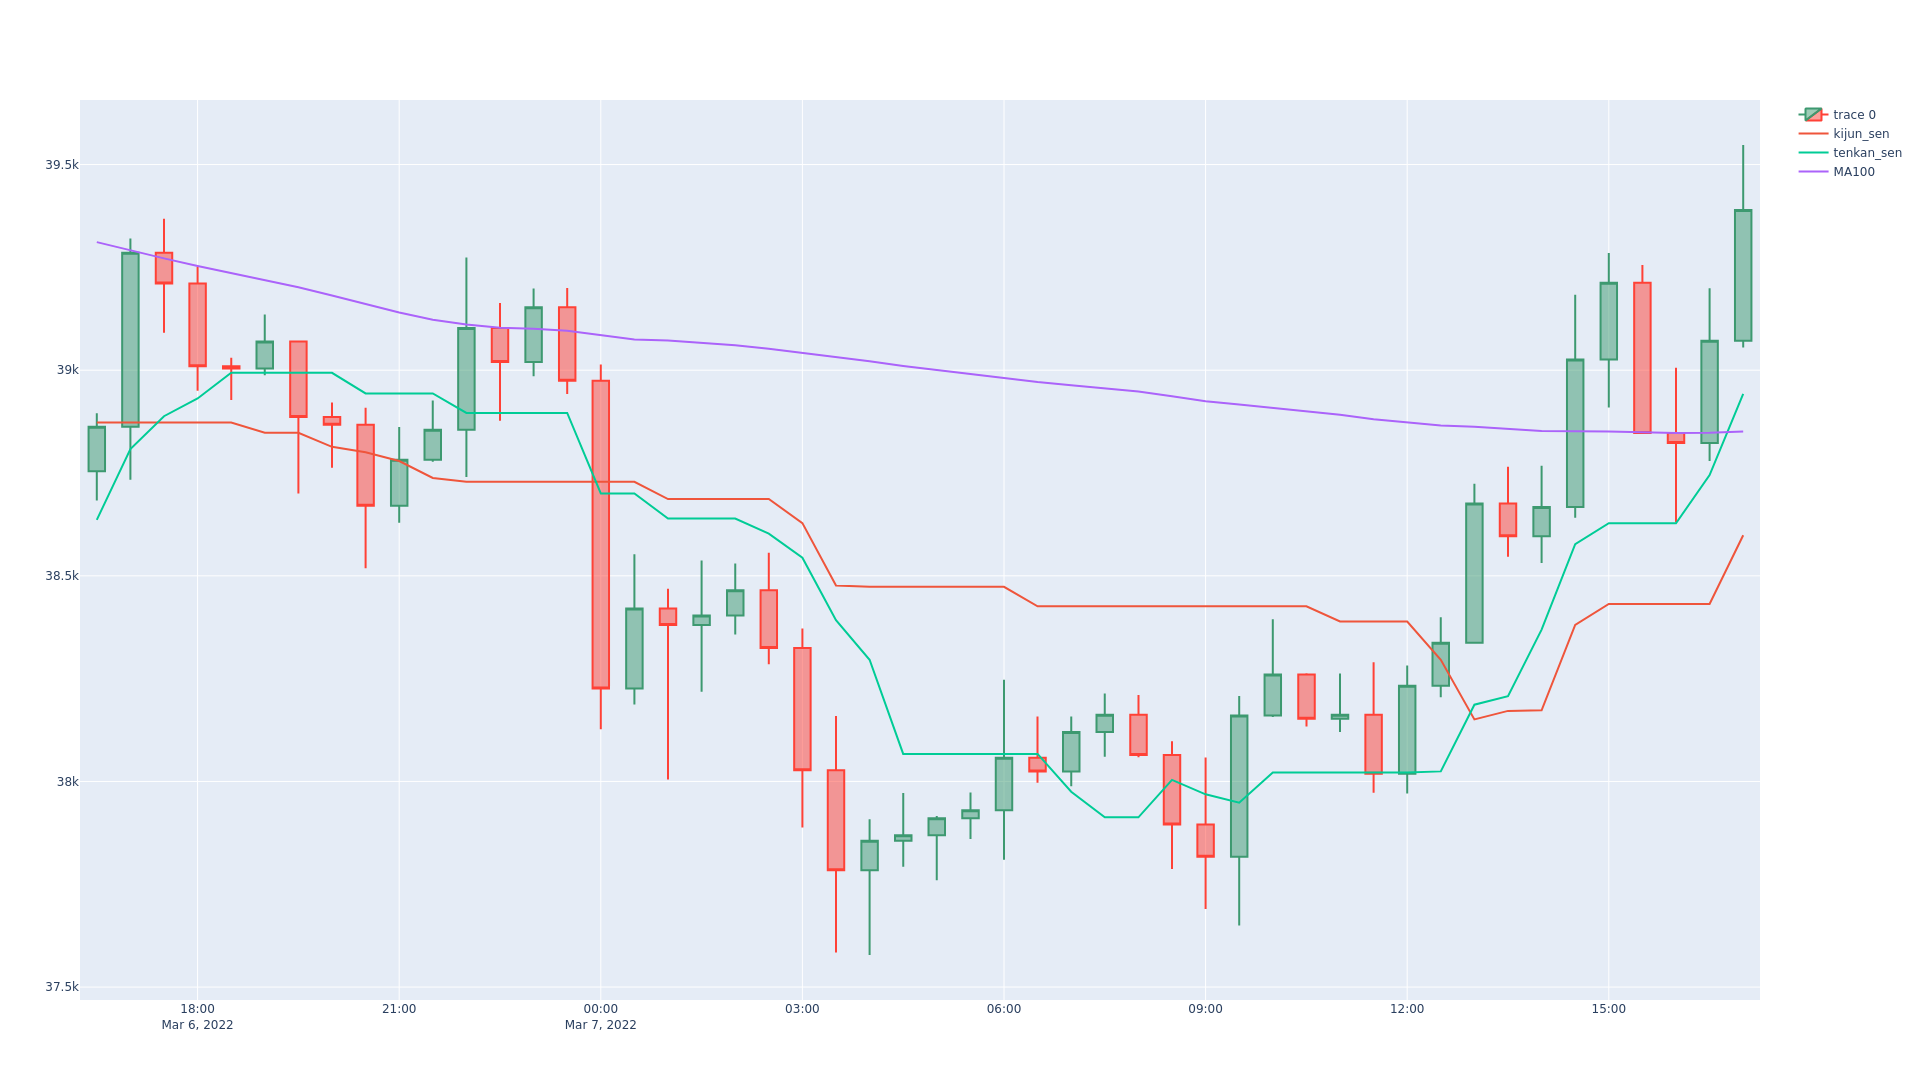 trace 0
kijun_sen
tenkan_sen
MA100
39.5k
39k
38.5k
38k
37.5k
18:00 21:00 00:00 03:00 06:00 09:00 12:00 15:00
Mar 6, 2022 Mar 7, 2022